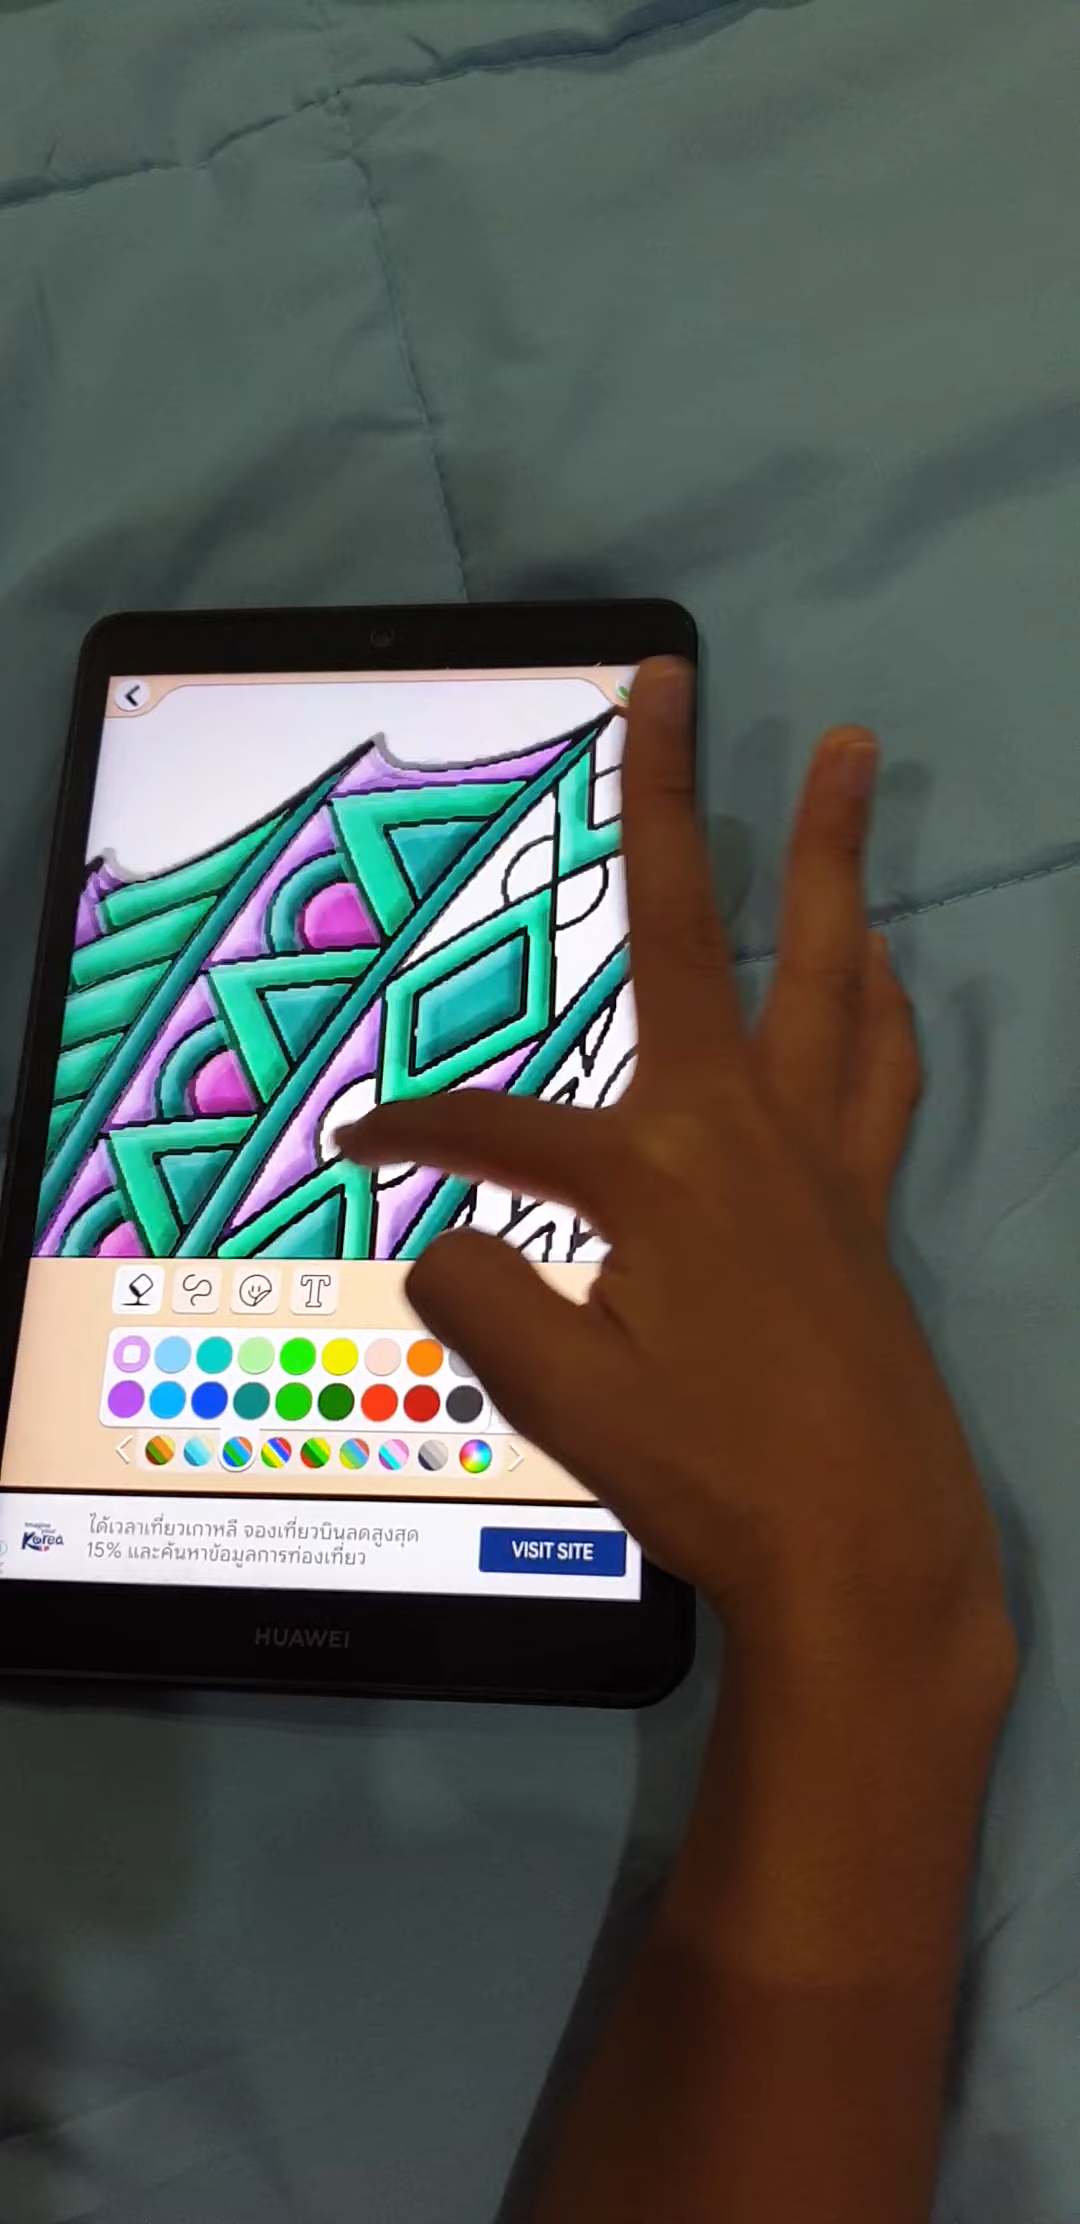 T
imagine
your
Korea
ได้เวลาเที่ยวเกาหลี จองเที่ยวบินลดสูงสุด
15% และค้นหาข้อมูลการท่องเที่ยว
VISIT SITE
HUAWEI